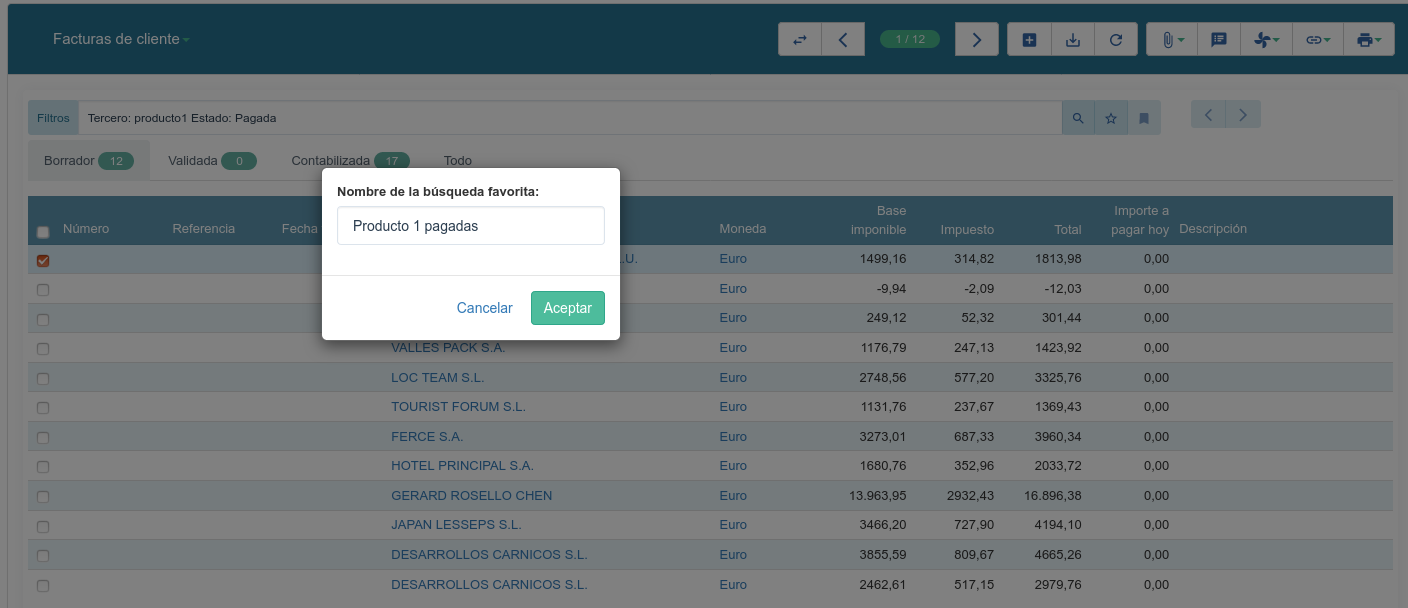 Facturas de cliente
1 / 12
Filtros
Tercero: producto1 Estado: Pagada
Borrador 12 Validada 0 Contabilizada 17 Todo
Nombre de la búsqueda favorita:
Producto 1 pagadas
Cancelar Aceptar
Número Referencia Fecha Moneda Base imponible Impuesto Total Importe a pagar hoy Descripción
Euro 1499,16 314,82 1813,98 0,00
Euro -9,94 -2,09 -12,03 0,00
Euro 249,12 52,32 301,44 0,00
VALLES PACK S.A. Euro 1176,79 247,13 1423,92 0,00
LOC TEAM S.L. Euro 2748,56 577,20 3325,76 0,00
TOURIST FORUM S.L. Euro 1131,76 237,67 1369,43 0,00
FERCE S.A. Euro 3273,01 687,33 3960,34 0,00
HOTEL PRINCIPAL S.A. Euro 1680,76 352,96 2033,72 0,00
GERARD ROSELLO CHEN Euro 13.963,95 2932,43 16.896,38 0,00
JAPAN LESSEPS S.L. Euro 3466,20 727,90 4194,10 0,00
DESARROLLOS CARNICOS S.L. Euro 3855,59 809,67 4665,26 0,00
DESARROLLOS CARNICOS S.L. Euro 2462,61 517,15 2979,76 0,00